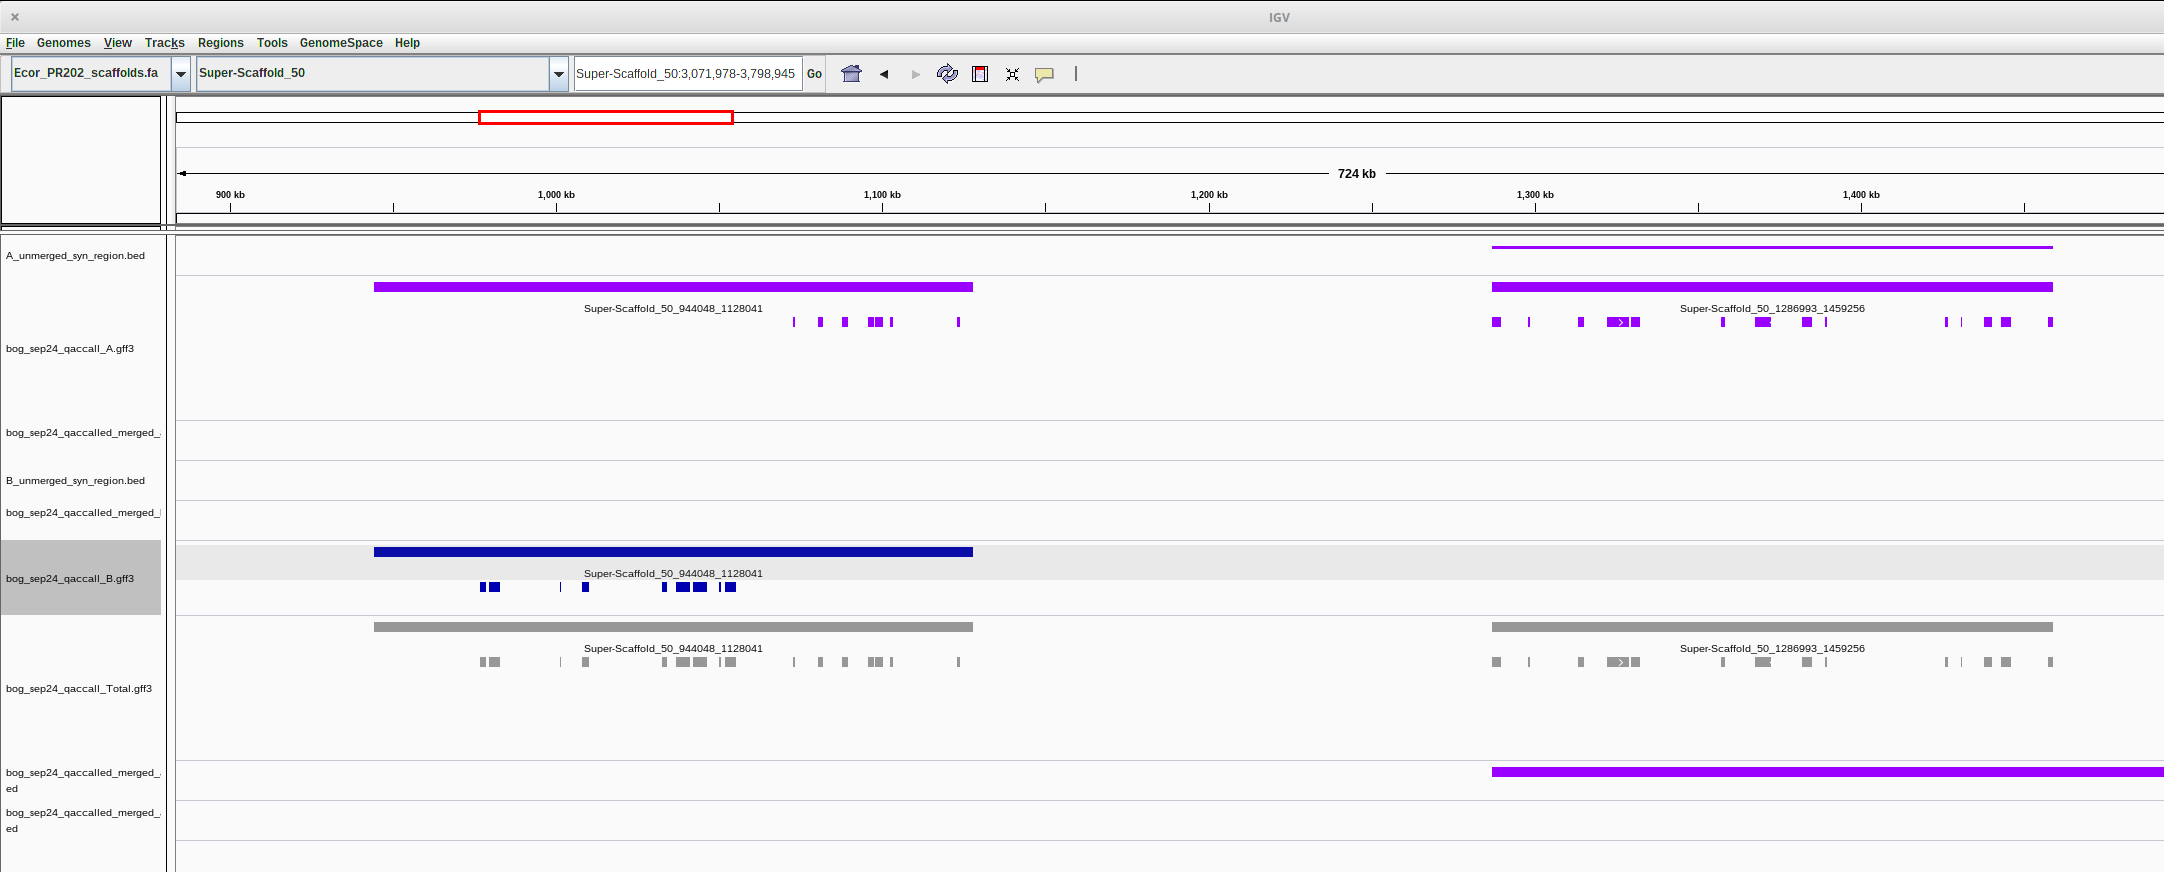 IGV
File Genomes View Tracks Regions Tools GenomeSpace Help
Ecor_PR202_scaffolds.fa Super-Scaffold_50 Super-Scaffold_50:3,071,978-3,798,945 Go
724 kb
900 kb 1,000 kb 1,100 kb 1,200 kb 1,300 kb 1,400 kb
A_unmerged_syn_region.bed
Super-Scaffold_50_944048_1128041 Super-Scaffold_50_1286993_1459256
bog_sep24_qaccall_A.gff3
bog_sep24_qaccalled_merged_
B_unmerged_syn_region.bed
bog_sep24_qaccalled_merged_
Super-Scaffold_50_944048_1128041
bog_sep24_qaccall_B.gff3
Super-Scaffold_50_944048_1128041 Super-Scaffold_50_1286993_1459256
bog_sep24_qaccall_Total.gff3
bog_sep24_qaccalled_merged_
ed
bog_sep24_qaccalled_merged_
ed